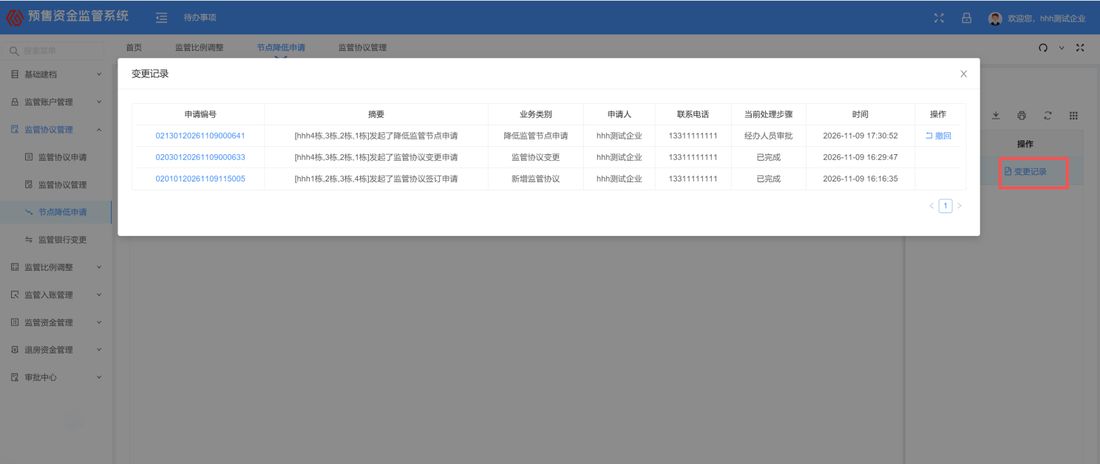 预售资金监管系统 待办事项 欢迎您，hhh测试企业
搜索菜单 首页 监管比例调整 节点降低申请 监管协议管理
变更记录
申请编号 摘要 业务类别 申请人 联系电话 当前处理步骤 时间 操作
02130120261109000641 [hhh4栋,3栋,2栋,1栋]发起了降低监管节点申请 降低监管节点申请 hhh测试企业 13311111111 经办人员审批 2026-11-09 17:30:52 撤回
02030120261109000633 [hhh4栋,3栋,2栋,1栋]发起了监管协议变更申请 监管协议变更 hhh测试企业 13311111111 已完成 2026-11-09 16:29:47
02010120261109115005 [hhh1栋,2栋,3栋,4栋]发起了监管协议签订申请 新增监管协议 hhh测试企业 13311111111 已完成 2026-11-09 16:16:35
1
操作
变更记录
基础建档
监管账户管理
监管协议管理
监管协议申请
监管协议管理
节点降低申请
监管银行变更
监管比例调整
监管入账管理
监管资金管理
退房资金管理
审批中心